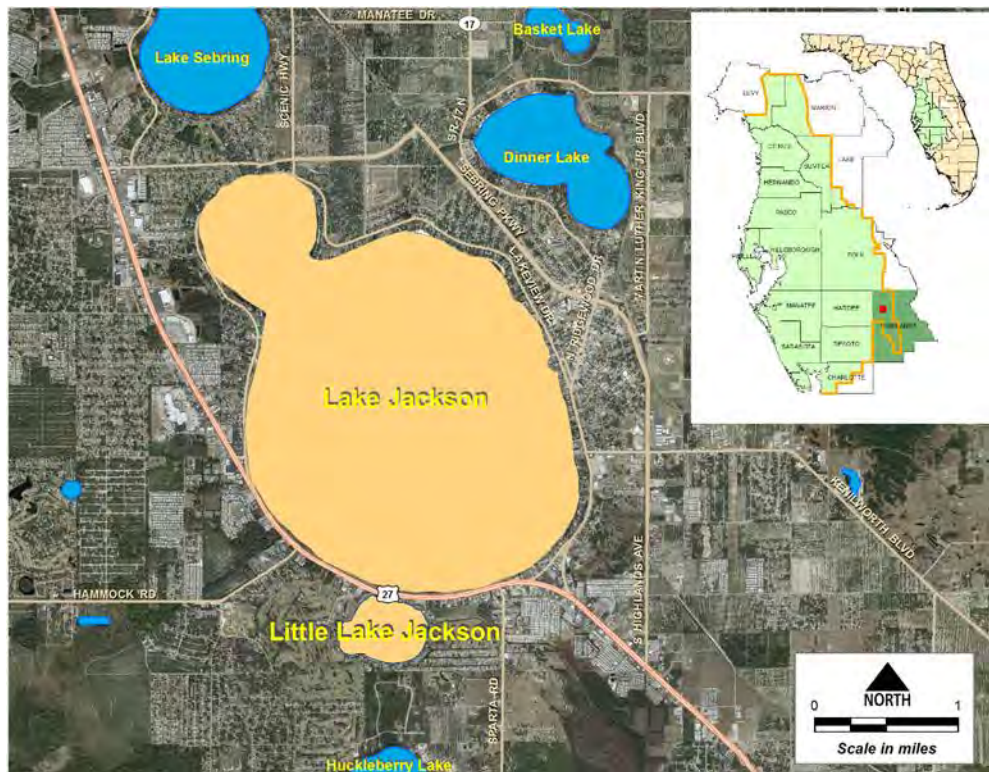 MANATEE DR
17
Basket Lake
Lake Sebring
SCENIC HWY
SR-17 N
Dinner Lake
SEBRING PKWY
MARTIN LUTHER KING JR BLVD
LAKEVIEW DR
N RIDGEWOOD DR
Lake Jackson
KENILWORTH BLVD
S HIGHLANDS AVE
HAMMOCK RD
27
Little Lake Jackson
SPARTA RD
Huckleberry Lake
LEVY
MARION
CITRUS
SUMTER
LAKE
HERNANDO
PASCO
HILLSBOROUGH
POLK
MANATEE
HARDEE
SARASOTA
DESOTO
CHARLOTTE
NORTH
0 1
Scale in miles